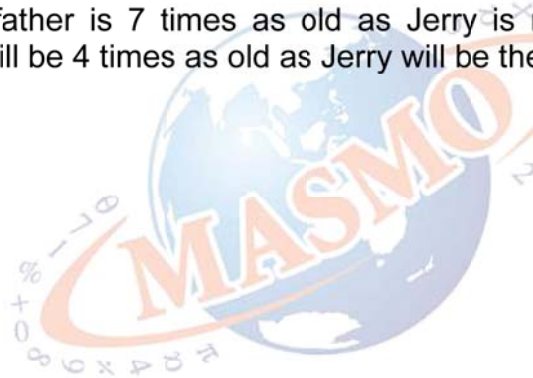 father is 7 times as old as Jerry is
ill be 4 times as old as Jerry will be the
MASMO